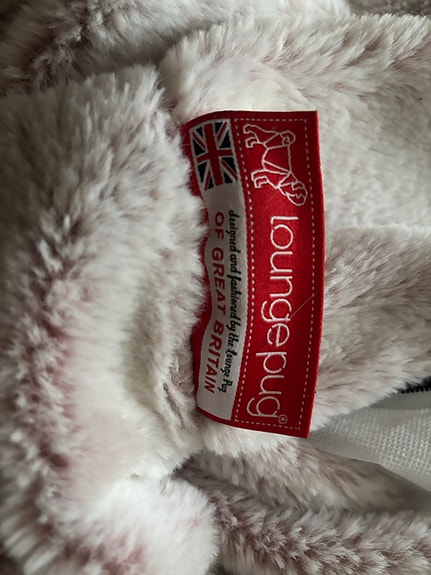 loungepug®
designed and fashioned by the Lounge Pug
OF GREAT BRITAIN